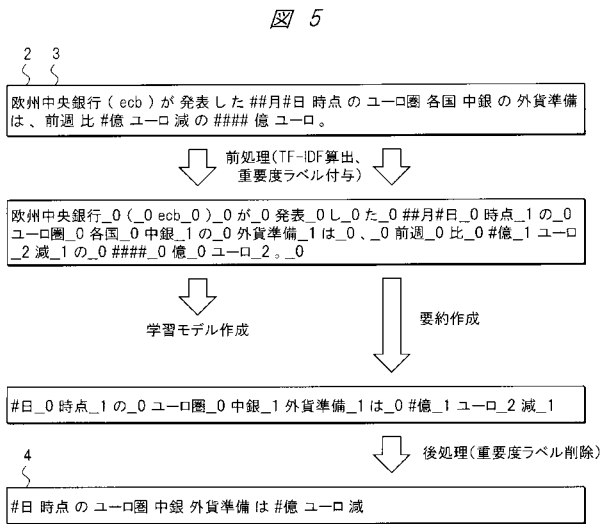 図 5
2 3
欧州中央銀行 ( ecb ) が 発表 した ##月#日 時点 の ユーロ圏 各国 中銀 の 外貨準備
は 、 前週 比 #億 ユーロ 減 の #### 億 ユーロ 。
前処理(TF-IDF算出、
重要度ラベル付与)
欧州中央銀行_0 (_0 ecb_0 )_0 が_0 発表_0 し_0 た_0 ##月#日_0 時点_1 の_0
ユーロ圏_0 各国_0 中銀_1 の_0 外貨準備_1 は_0 、_0 前週_0 比_0 #億_1 ユーロ
_2 減_1 の_0 ####_0 億_0 ユーロ_2 。_0
学習モデル作成
要約作成
#日_0 時点_1 の_0 ユーロ圏_0 中銀_1 外貨準備_1 は_0 #億_1 ユーロ_2 減_1
4
後処理(重要度ラベル削除)
#日 時点 の ユーロ圏 中銀 外貨準備 は #億 ユーロ 減